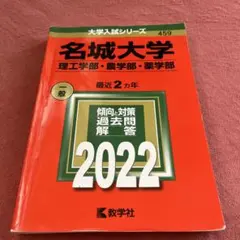 大学入試シリーズ
459
名城大学
理工学部・農学部・薬学部
最近2カ年
一般
傾向と対策
過去問
解答
2022
教学社